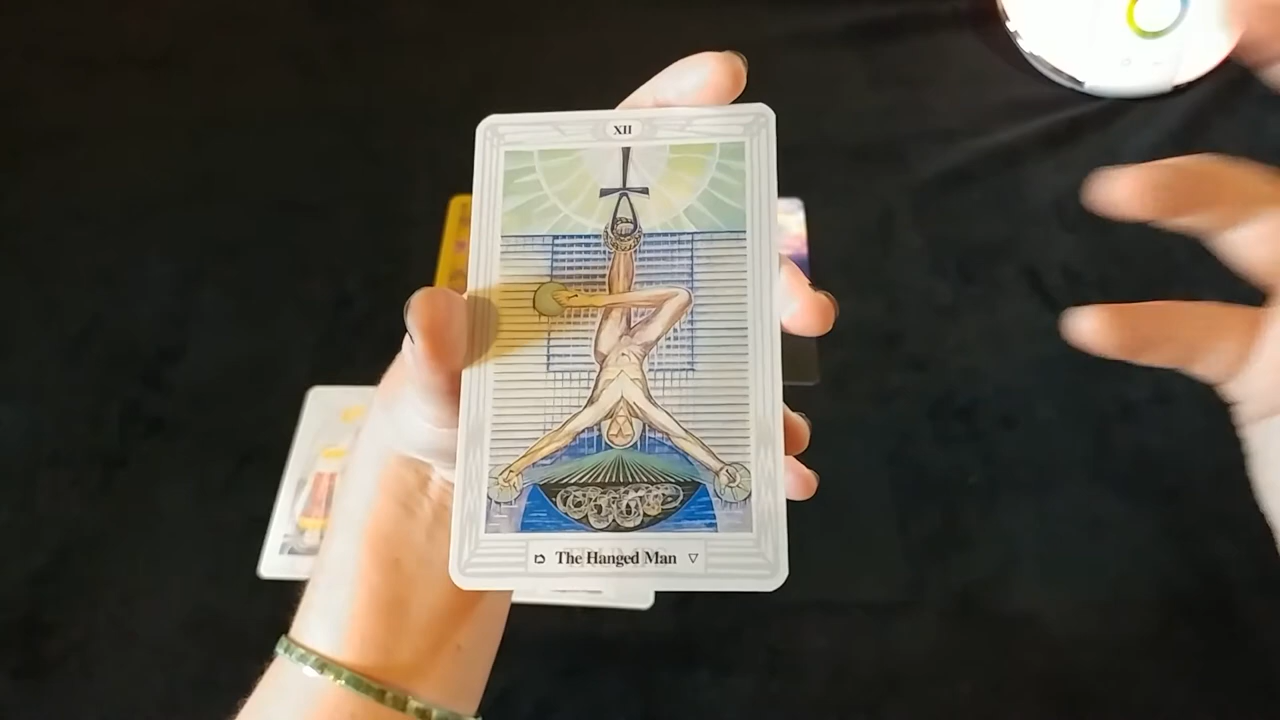 XII
מ The Hanged Man ▽